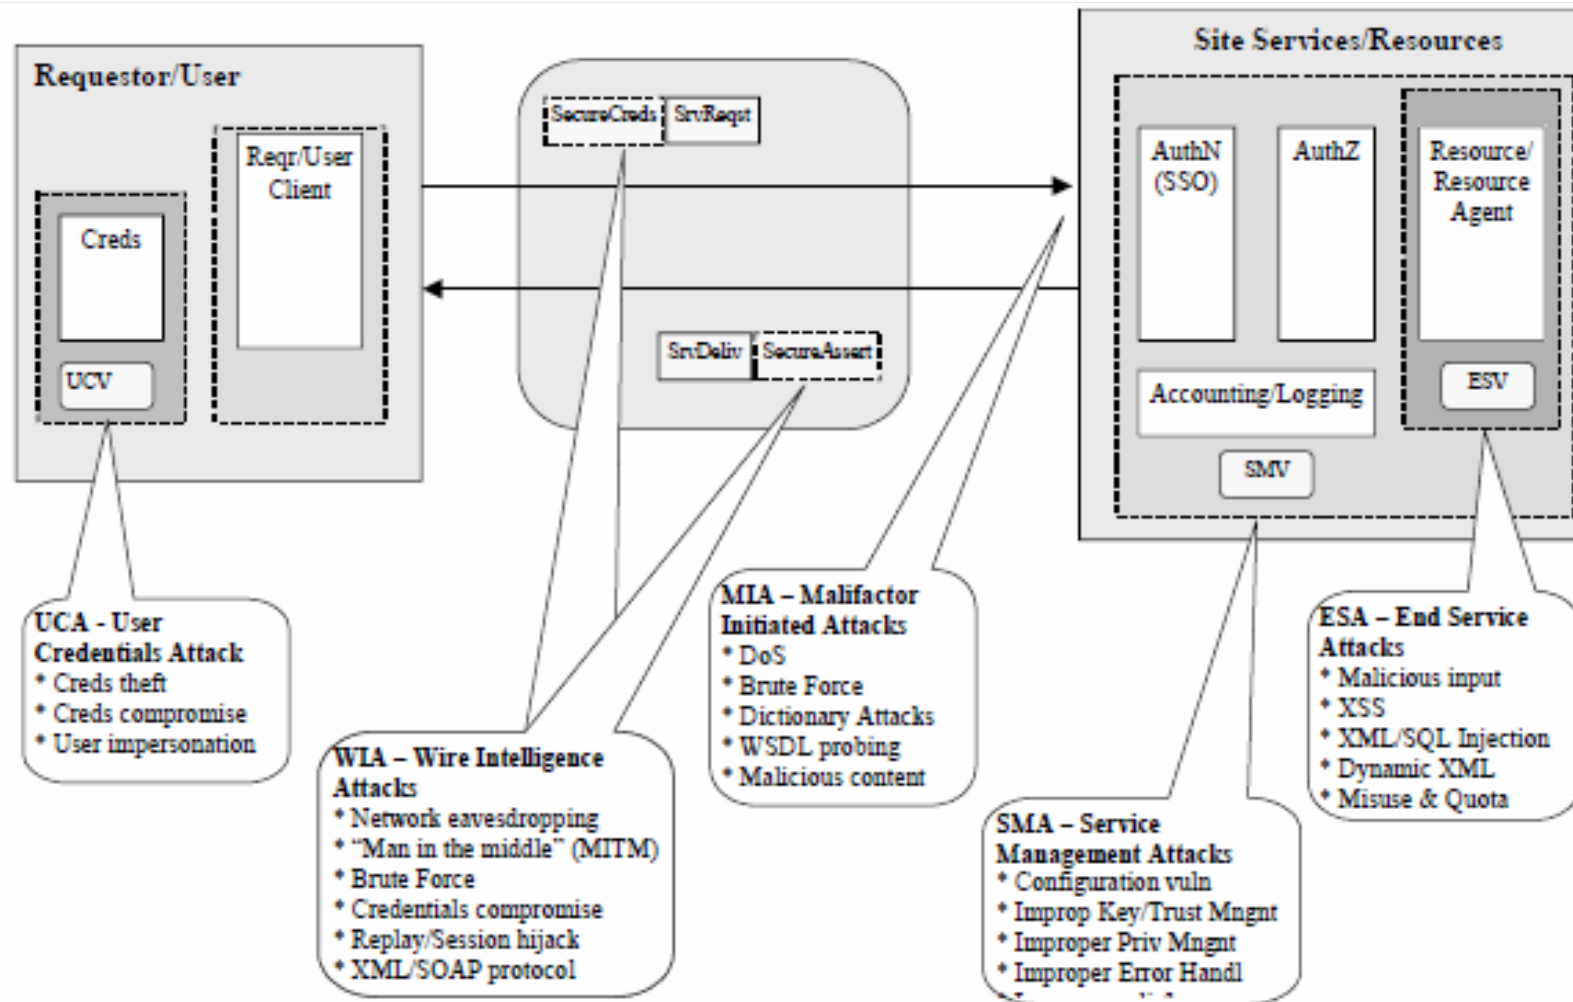 Requestor/User
Reqr/User
Client
Creds
UCV
SecureCreds
SrvReqst
SrvDeliv
SecureAssert
Site Services/Resources
AuthN
(SSO)
AuthZ
Resource/
Resource
Agent
Accounting/Logging
ESV
SMV
UCA - User
Credentials Attack
* Creds theft
* Creds compromise
* User impersonation
WIA – Wire Intelligence
Attacks
* Network eavesdropping
* “Man in the middle” (MITM)
* Brute Force
* Credentials compromise
* Replay/Session hijack
* XML/SOAP protocol
MIA – Malifactor
Initiated Attacks
* DoS
* Brute Force
* Dictionary Attacks
* WSDL probing
* Malicious content
SMA – Service
Management Attacks
* Configuration vuln
* Improp Key/Trust Mngnt
* Improper Priv Mngnt
* Improper Error Handl
ESA – End Service
Attacks
* Malicious input
* XSS
* XML/SQL Injection
* Dynamic XML
* Misuse & Quota